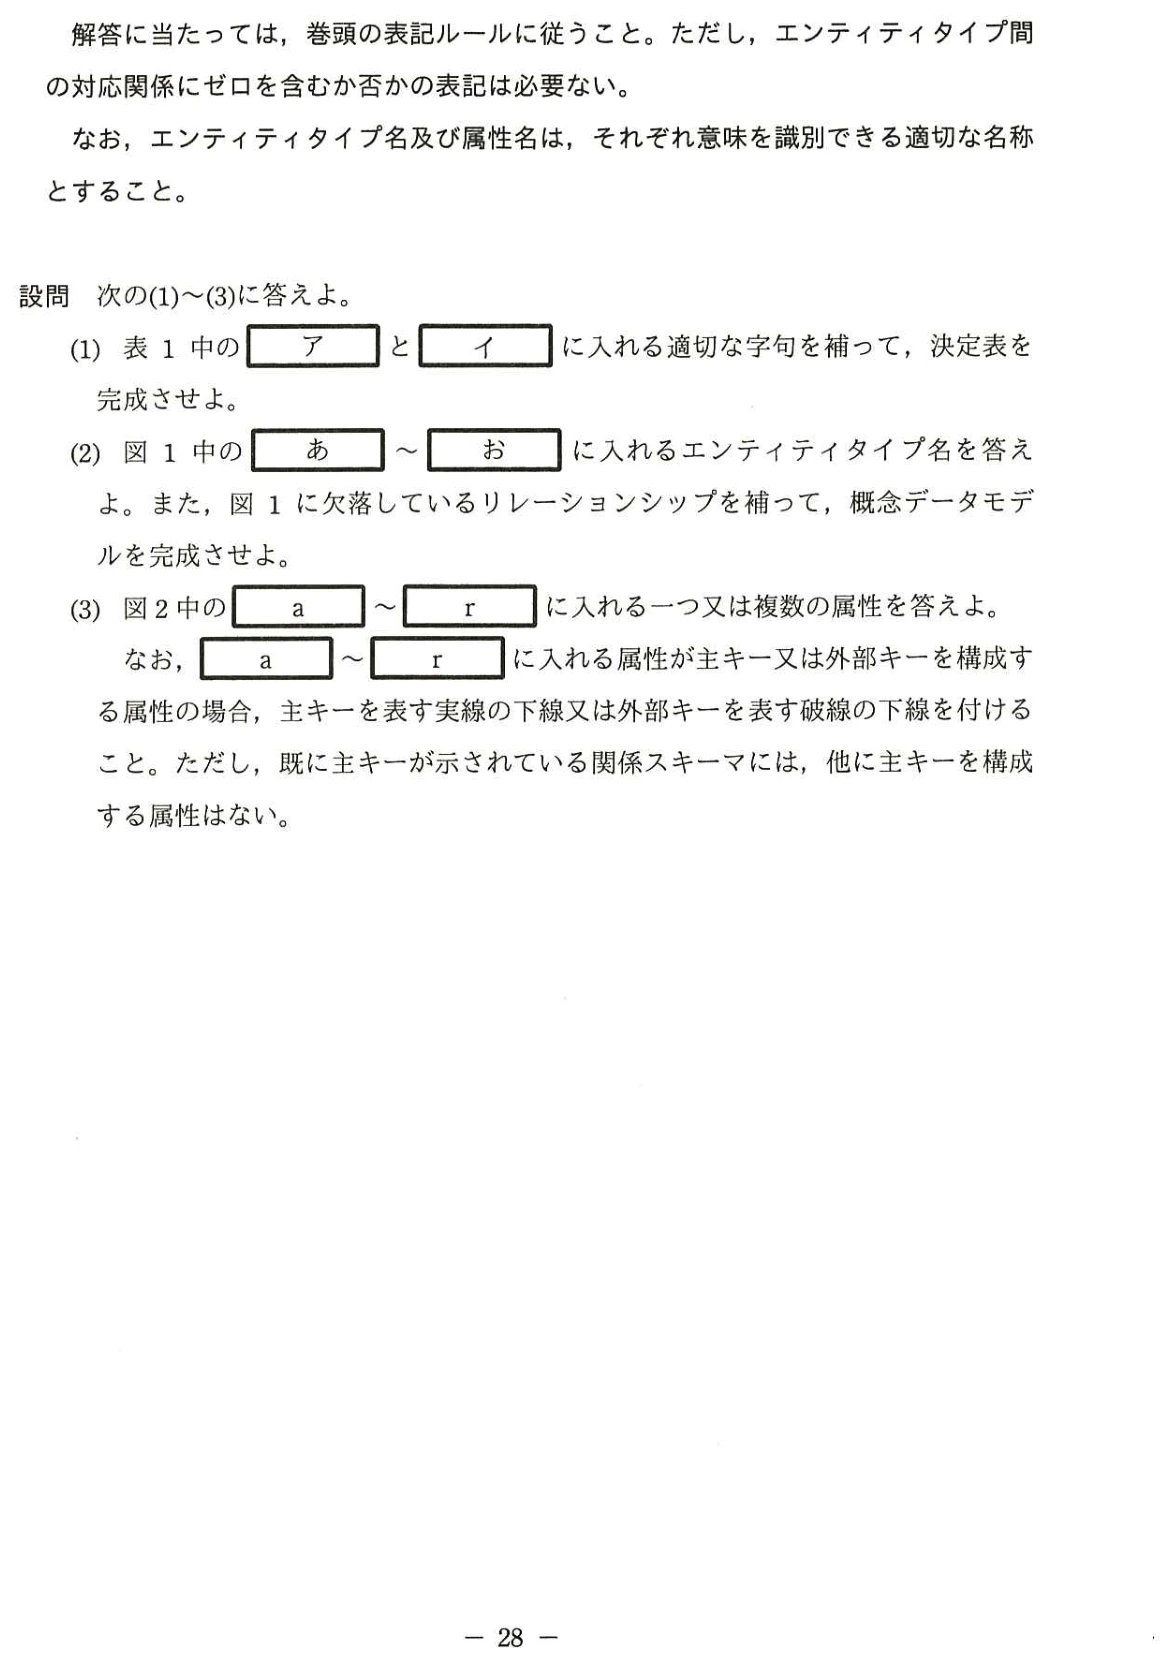 解答に当たっては，巻頭の表記ルールに従うこと。ただし，エンティティタイプ間
の対応関係にゼロを含むか否かの表記は必要ない。
なお，エンティティタイプ名及び属性名は，それぞれ意味を識別できる適切な名称
とすること。
設問　次の(1)～(3)に答えよ。
(1) 表 1 中の ア と イ に入れる適切な字句を補って，決定表を
完成させよ。
(2) 図 1 中の あ ～ お に入れるエンティティタイプ名を答え
よ。また，図 1 に欠落しているリレーションシップを補って，概念データモデ
ルを完成させよ。
(3) 図 2 中の a ～ r に入れる一つ又は複数の属性を答えよ。
なお， a ～ r に入れる属性が主キー又は外部キーを構成す
る属性の場合，主キーを表す実線の下線又は外部キーを表す破線の下線を付ける
こと。ただし，既に主キーが示されている関係スキーマには，他に主キーを構成
する属性はない。
－ 28 －